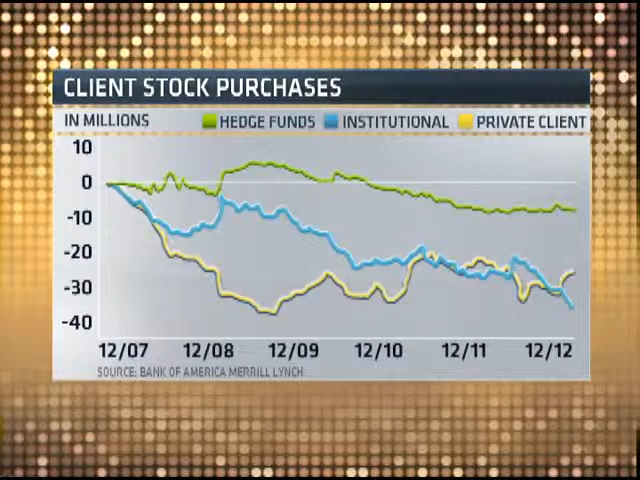 CLIENT STOCK PURCHASES
IN MILLIONS HEDGE FUNDS INSTITUTIONAL PRIVATE CLIENT
10
0
-10
-20
-30
-40
12/07 12/08 12/09 12/10 12/11 12/12
SOURCE: BANK OF AMERICA MERRILL LYNCH